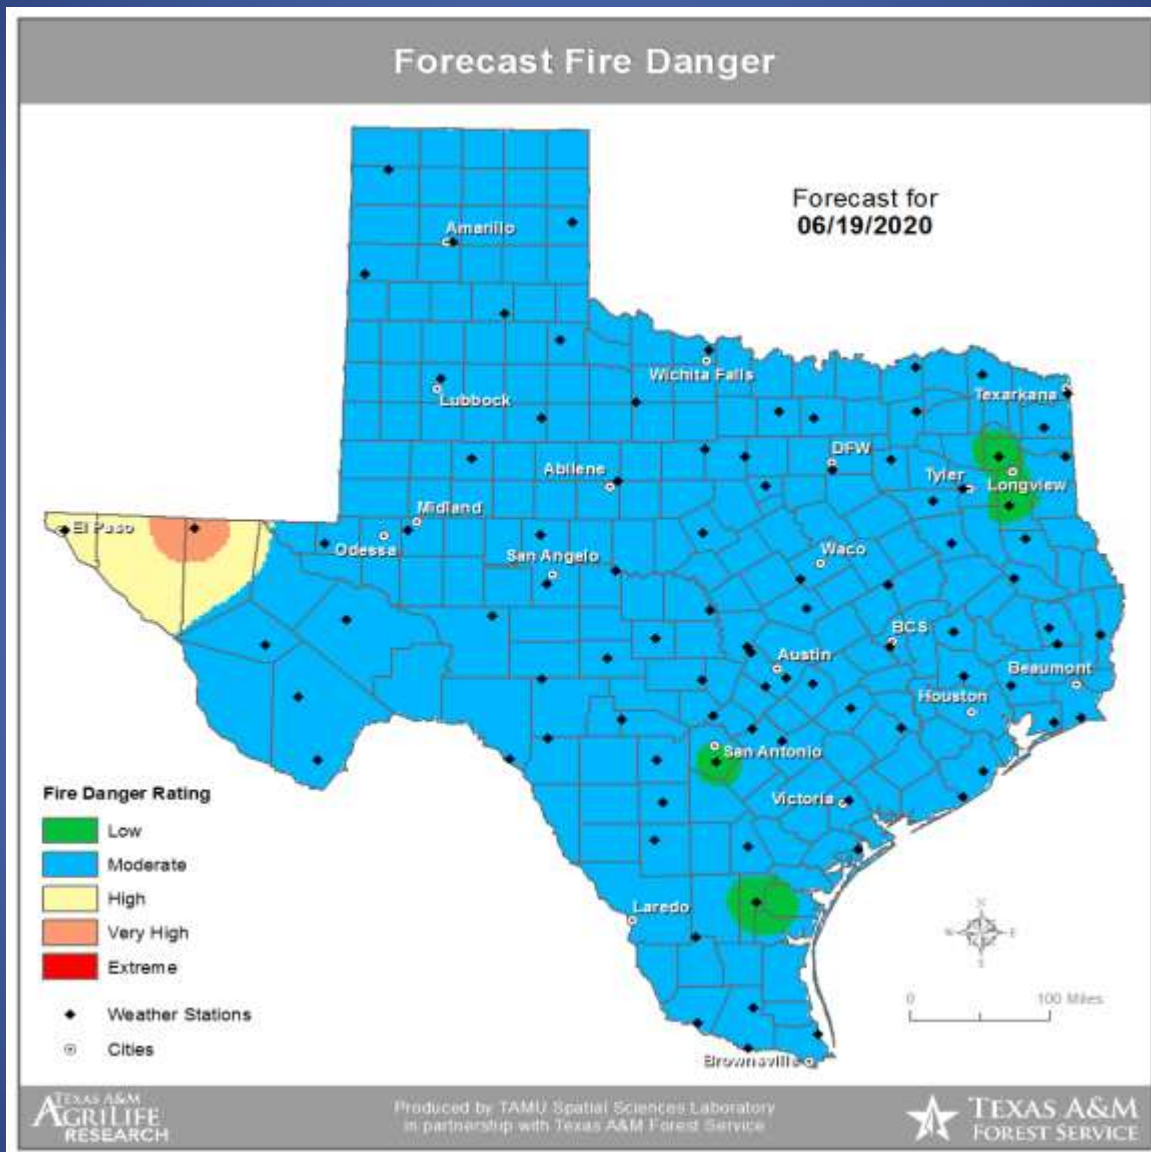 Forecast Fire Danger
Forecast for
06/19/2020
Amarillo
Wichita Falls
Lubbock
Texarkana
DFW
Abilene
Tyler
Longview
Midland
El Paso
Odessa
San Angelo
Waco
BCS
Austin
Beaumont
Houston
San Antonio
Victoria
Laredo
Brownsville
Fire Danger Rating
Low
Moderate
High
Very High
Extreme
Weather Stations
Cities
N
W E
S
0 100 Miles
TEXAS A&M
AGRILIFE
RESEARCH
Produced by TAMU Spatial Sciences Laboratory
in partnership with Texas A&M Forest Service
TEXAS A&M
FOREST SERVICE